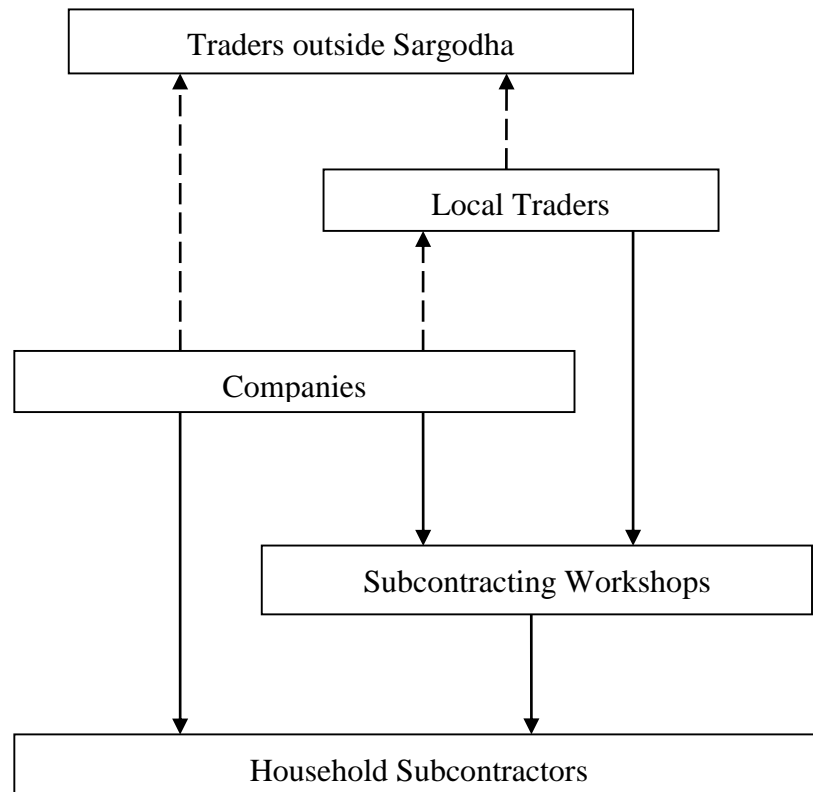 Traders outside Sargodha
Local Traders
Companies
Subcontracting Workshops
Household Subcontractors